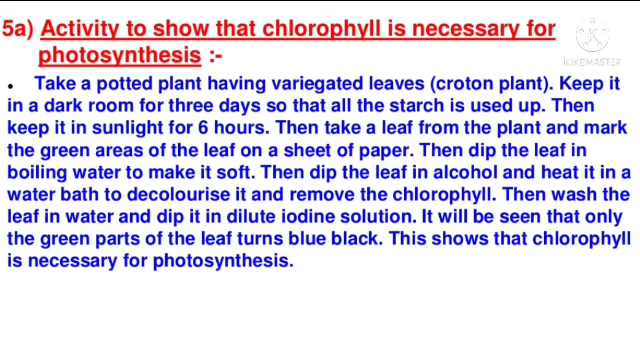 5a) Activity to show that chlorophyll is necessary for
photosynthesis :-
• Take a potted plant having variegated leaves (croton plant). Keep it
in a dark room for three days so that all the starch is used up. Then
keep it in sunlight for 6 hours. Then take a leaf from the plant and mark
the green areas of the leaf on a sheet of paper. Then dip the leaf in
boiling water to make it soft. Then dip the leaf in alcohol and heat it in a
water bath to decolourise it and remove the chlorophyll. Then wash the
leaf in water and dip it in dilute iodine solution. It will be seen that only
the green parts of the leaf turns blue black. This shows that chlorophyll
is necessary for photosynthesis.
K
KINEMASTER